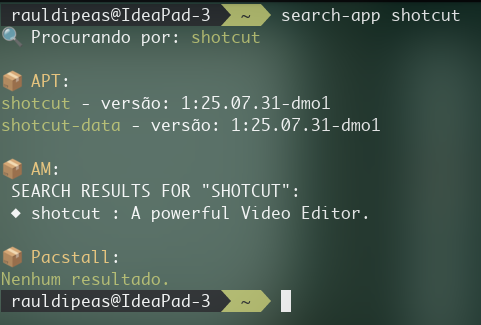 rauldipeas@IdeaPad-3 ~ search-app shotcut
🔍 Procurando por: shotcut
📦 APT:
shotcut - versão: 1:25.07.31-dmo1
shotcut-data - versão: 1:25.07.31-dmo1
📦 AM:
SEARCH RESULTS FOR "SHOTCUT":
◆ shotcut : A powerful Video Editor.
📦 Pacstall:
Nenhum resultado.
rauldipeas@IdeaPad-3 ~